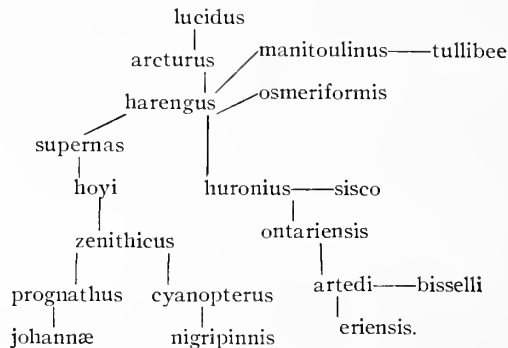 lucidus
arcturus
manitoulinus tullibee
harengus
osmeriformis
supernas
hoyi
huronius sisco
zenithicus
ontariensis
prognathus cyanopterus
artedi bisselli
johannæ nigripinnis
eriensis.